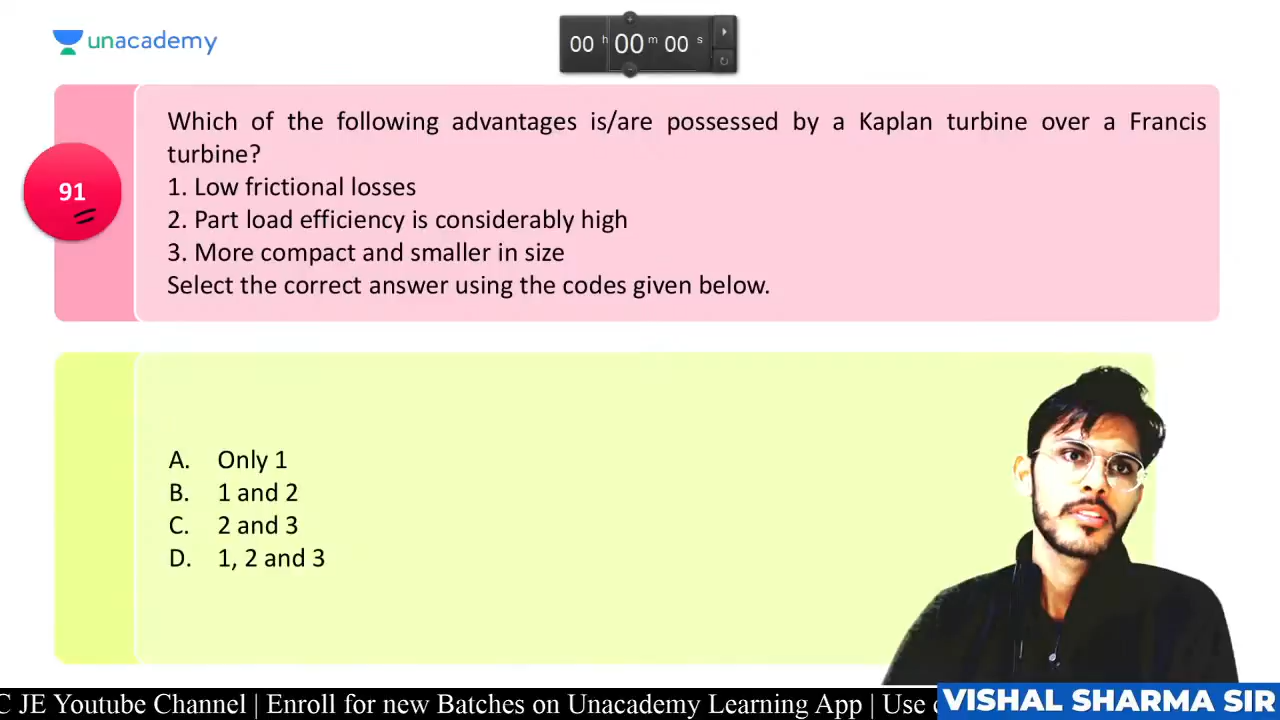 unacademy
00 h 00 m 00 s
Which of the following advantages is/are possessed by a Kaplan turbine over a Francis
turbine?
1. Low frictional losses
91
2. Part load efficiency is considerably high
3. More compact and smaller in size
Select the correct answer using the codes given below.
A. Only 1
B. 1 and 2
C. 2 and 3
D. 1, 2 and 3
C JE Youtube Channel | Enroll for new Batches on Unacademy Learning App | Use
VISHAL SHARMA SIR